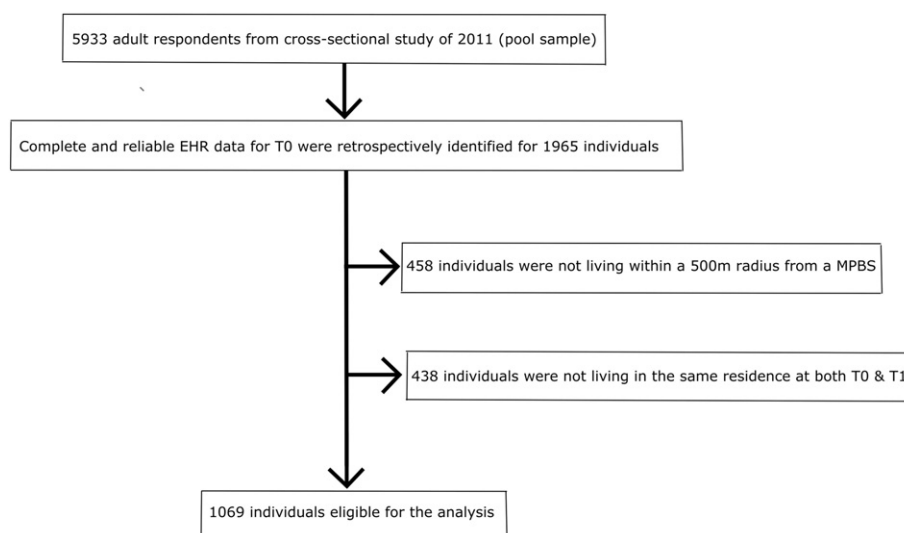 5933 adult respondents from cross-sectional study of 2011 (pool sample)
Complete and reliable EHR data for T0 were retrospectively identified for 1965 individuals
458 individuals were not living within a 500m radius from a MPBS
438 individuals were not living in the same residence at both T0 & T1
1069 individuals eligible for the analysis